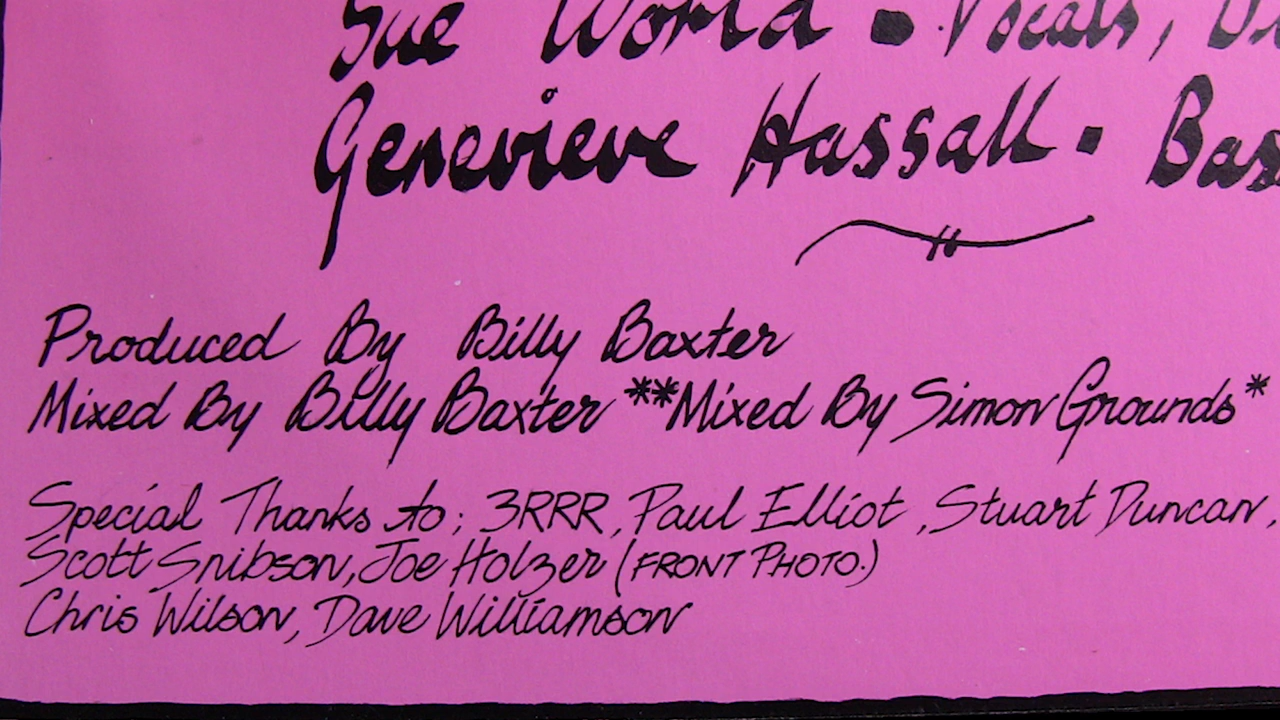 Sue World ▪ Vocals,
Genevieve Hassall ▪
Produced By Billy Baxter
Mixed By Billy Baxter **Mixed By Simon Grounds*
Special Thanks to; 3RRR, Paul Elliot, Stuart Duncan,
Scott Snibson, Joe Holzer (FRONT PHOTO.)
Chris Wilson, Dave Williamson